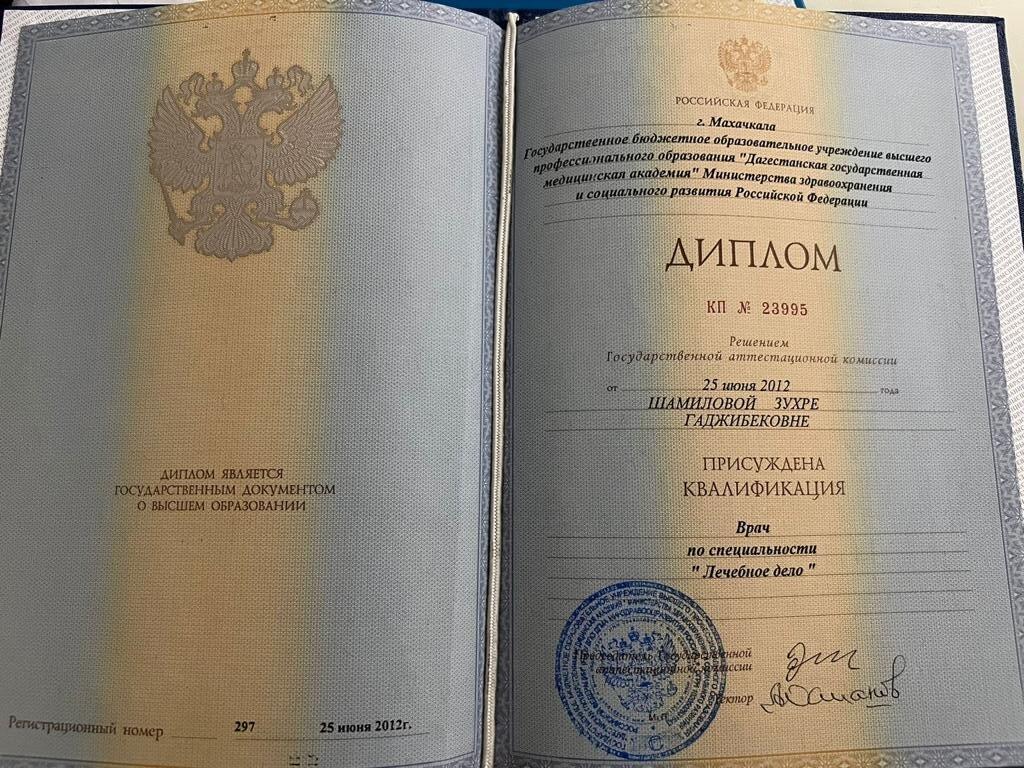 ДИПЛОМ ЯВЛЯЕТСЯ
ГОСУДАРСТВЕННЫМ ДОКУМЕНТОМ
О ВЫСШЕМ ОБРАЗОВАНИИ
Регистрационный номер 297 25 июня 2012г.
РОССИЙСКАЯ ФЕДЕРАЦИЯ
г. Махачкала
Государственное бюджетное образовательное учреждение высшего
профессионального образования "Дагестанская государственная
медицинская академия" Министерства здравоохранения
и социального развития Российской Федерации
ДИПЛОМ
КП № 23995
Решением
Государственной аттестационной комиссии
от 25 июня 2012 года
ШАМИЛОВОЙ ЗУХРЕ
ГАДЖИБЕКОВНЕ
ПРИСУЖДЕНА
КВАЛИФИКАЦИЯ
Врач
по специальности
" Лечебное дело "
Председатель Государственной
аттестационной комиссии
Ректор